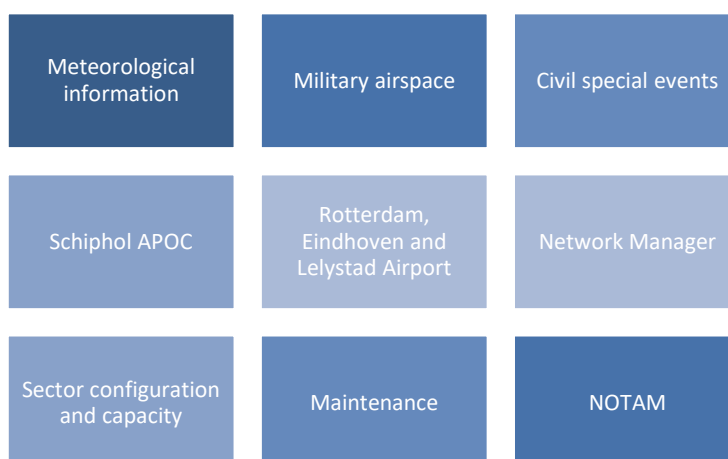 Meteorological
information
Military airspace
Civil special events
Schiphol APOC
Rotterdam,
Eindhoven and
Lelystad Airport
Network Manager
Sector configuration
and capacity
Maintenance
NOTAM